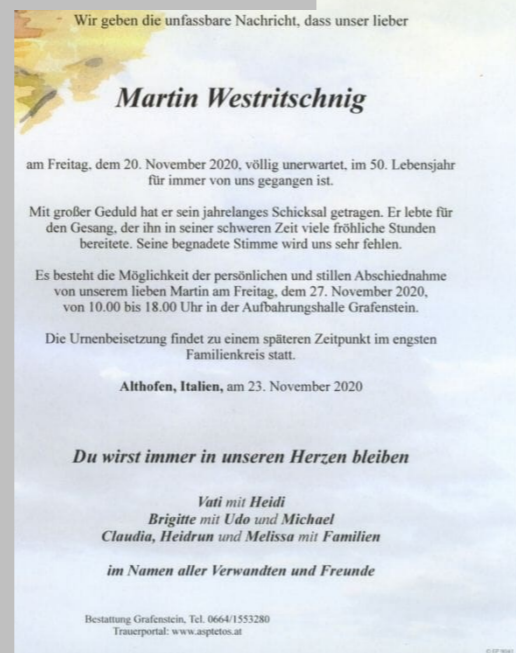 Wir geben die unfassbare Nachricht, dass unser lieber
Martin Westritschnig
am Freitag, dem 20. November 2020, völlig unerwartet, im 50. Lebensjahr
für immer von uns gegangen ist.
Mit großer Geduld hat er sein jahrelanges Schicksal getragen. Er lebte für
den Gesang, der ihn in seiner schweren Zeit viele fröhliche Stunden
bereitete. Seine begnadete Stimme wird uns sehr fehlen.
Es besteht die Möglichkeit der persönlichen und stillen Abschiednahme
von unserem lieben Martin am Freitag, dem 27. November 2020,
von 10.00 bis 18.00 Uhr in der Aufbahrungshalle Grafenstein.
Die Urnenbeisetzung findet zu einem späteren Zeitpunkt im engsten
Familienkreis statt.
Althofen, Italien, am 23. November 2020
Du wirst immer in unseren Herzen bleiben
Vati mit Heidi
Brigitte mit Udo und Michael
Claudia, Heidrun und Melissa mit Familien
im Namen aller Verwandten und Freunde
Bestattung Grafenstein, Tel. 0664/1553280
Trauerportal: www.asptetos.at